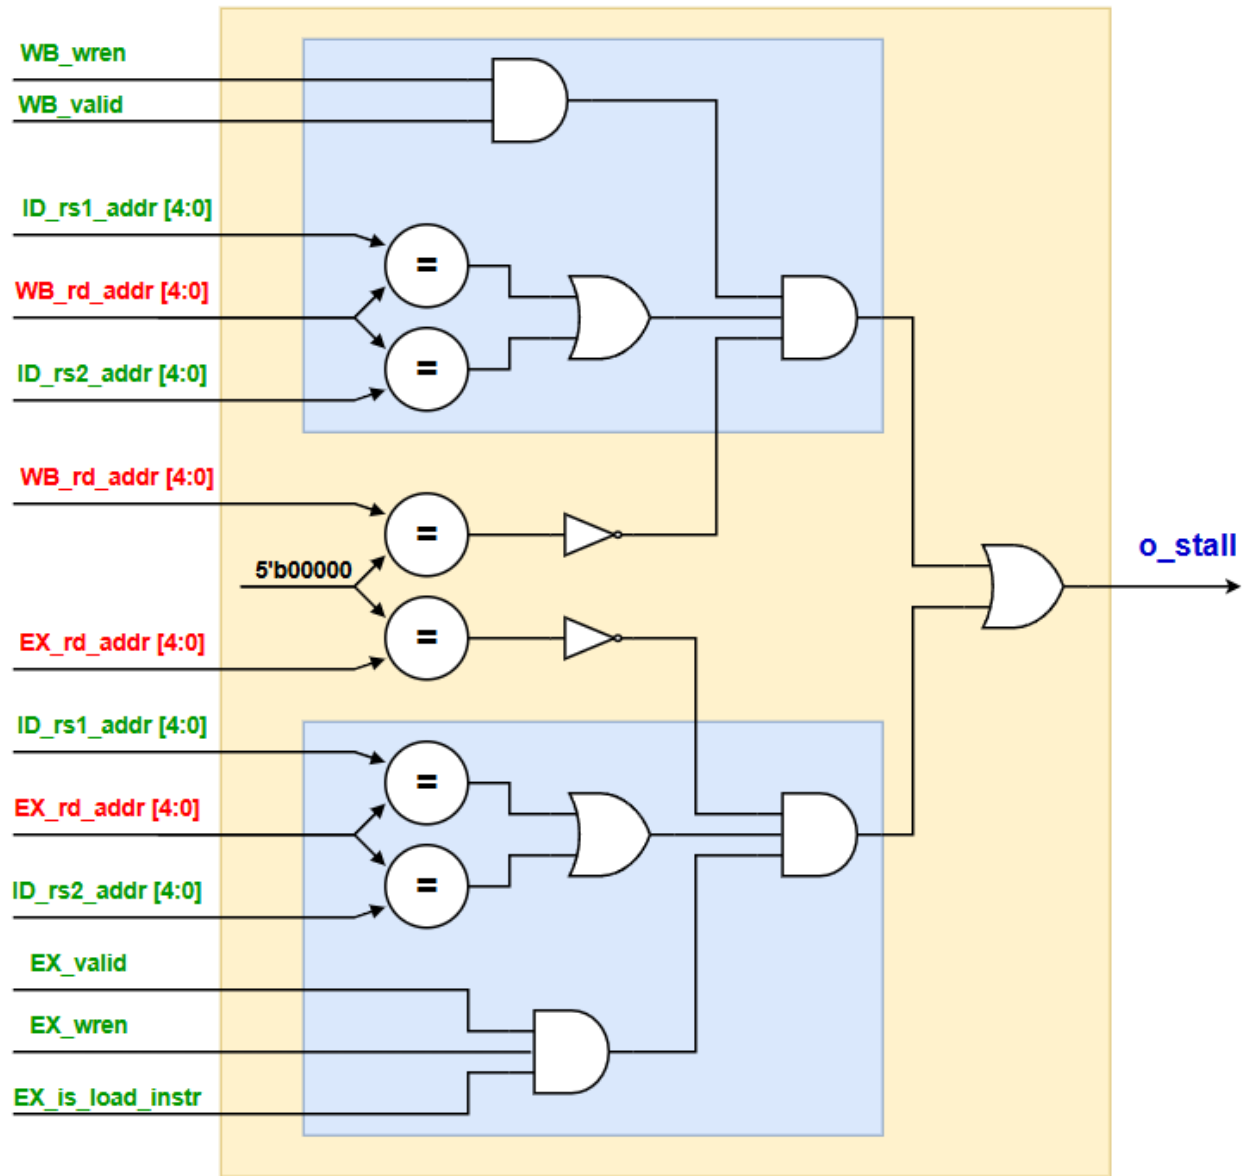 WB_wren
WB_valid
ID_rs1_addr [4:0]
=
WB_rd_addr [4:0]
=
ID_rs2_addr [4:0]
WB_rd_addr [4:0]
=
5'b00000
o_stall
=
EX_rd_addr [4:0]
ID_rs1_addr [4:0]
=
EX_rd_addr [4:0]
=
ID_rs2_addr [4:0]
EX_valid
EX_wren
EX_is_load_instr